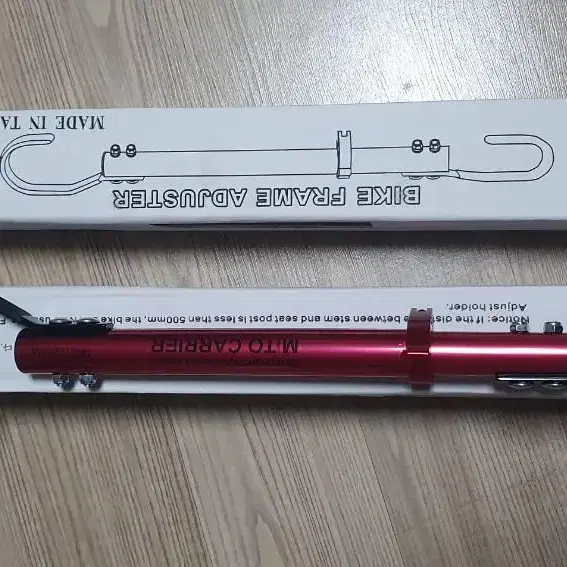 MADE IN TA
BIKE FRAME ADJUSTER
Notice: If the distance between stem and seat post is less than 500mm, the bike
Adjust holder.
M.TO CARRIER